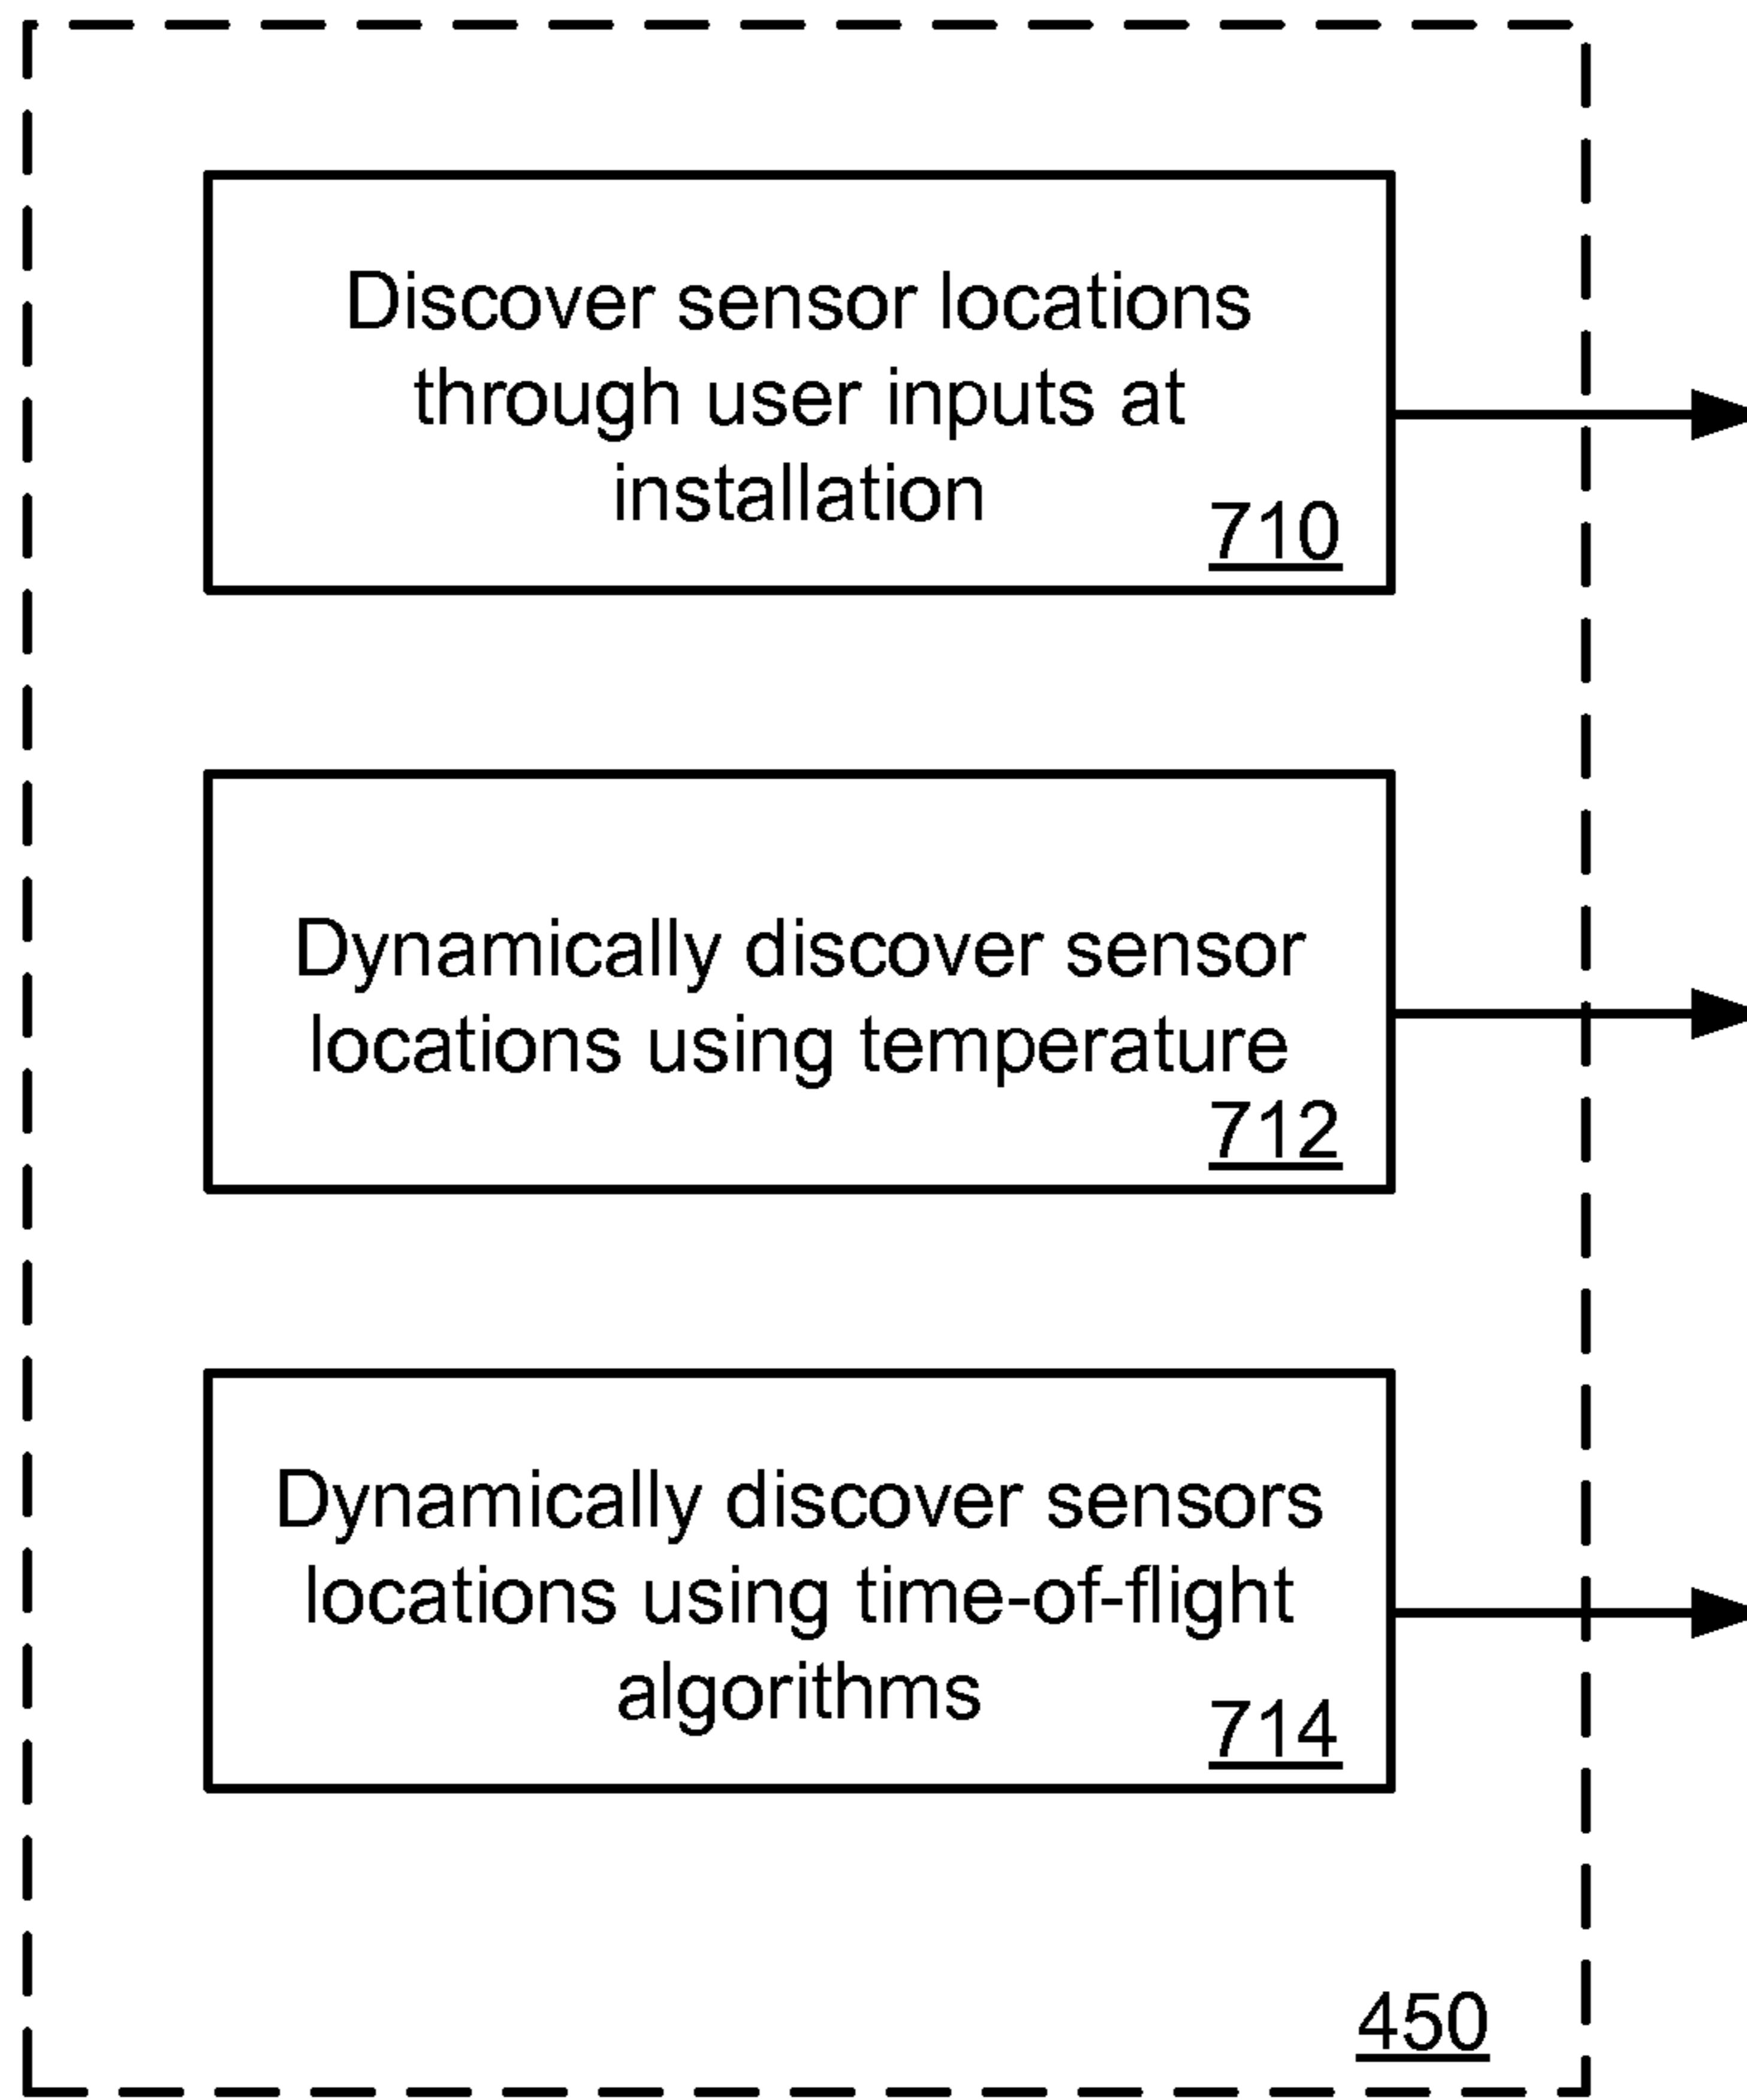 Discover sensor locations
through user inputs at
installation
710
Dynamically discover sensor
locations using temperature
712
Dynamically discover sensors
locations using time-of-flight
algorithms
714
450